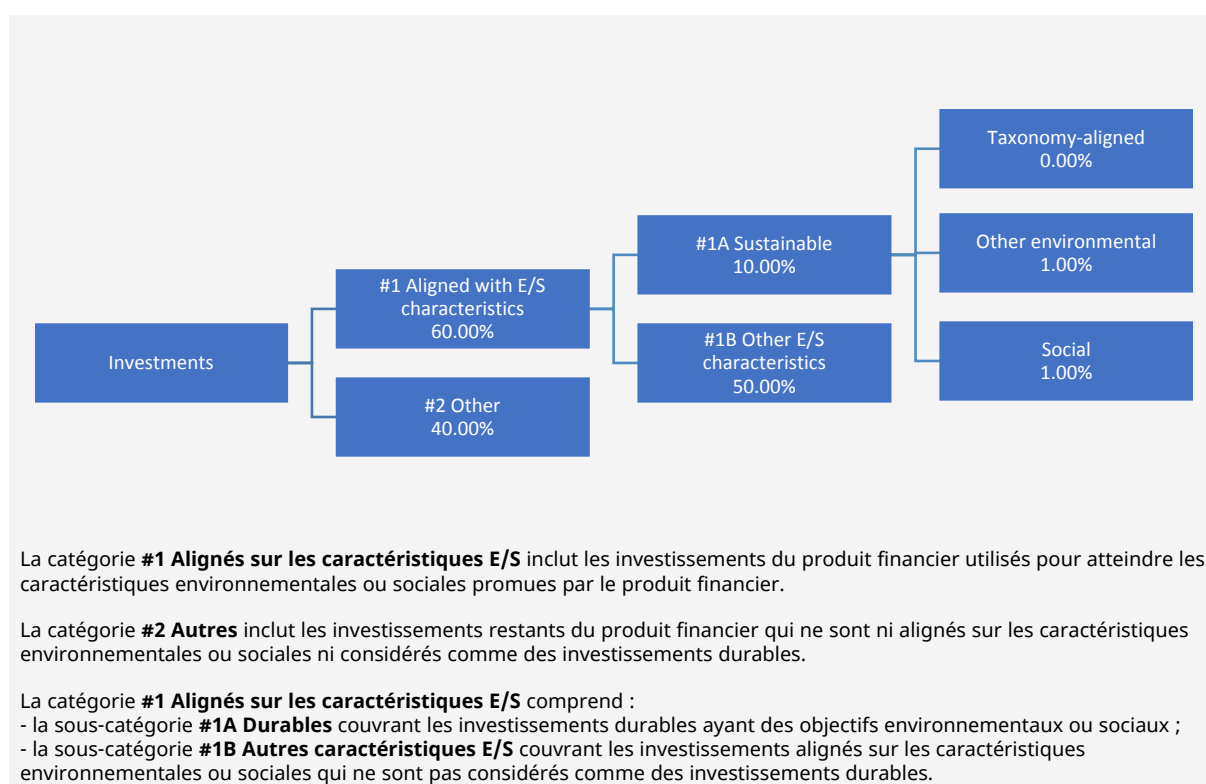 Investments
#1 Aligned with E/S
characteristics
60.00%
#2 Other
40.00%
#1A Sustainable
10.00%
#1B Other E/S
characteristics
50.00%
Taxonomy-aligned
0.00%
Other environmental
1.00%
Social
1.00%
La catégorie #1 Alignés sur les caractéristiques E/S inclut les investissements du produit financier utilisés pour atteindre les
caractéristiques environnementales ou sociales promues par le produit financier.
La catégorie #2 Autres inclut les investissements restants du produit financier qui ne sont ni alignés sur les caractéristiques
environnementales ou sociales ni considérés comme des investissements durables.
La catégorie #1 Alignés sur les caractéristiques E/S comprend :
- la sous-catégorie #1A Durables couvrant les investissements durables ayant des objectifs environnementaux ou sociaux ;
- la sous-catégorie #1B Autres caractéristiques E/S couvrant les investissements alignés sur les caractéristiques
environnementales ou sociales qui ne sont pas considérés comme des investissements durables.